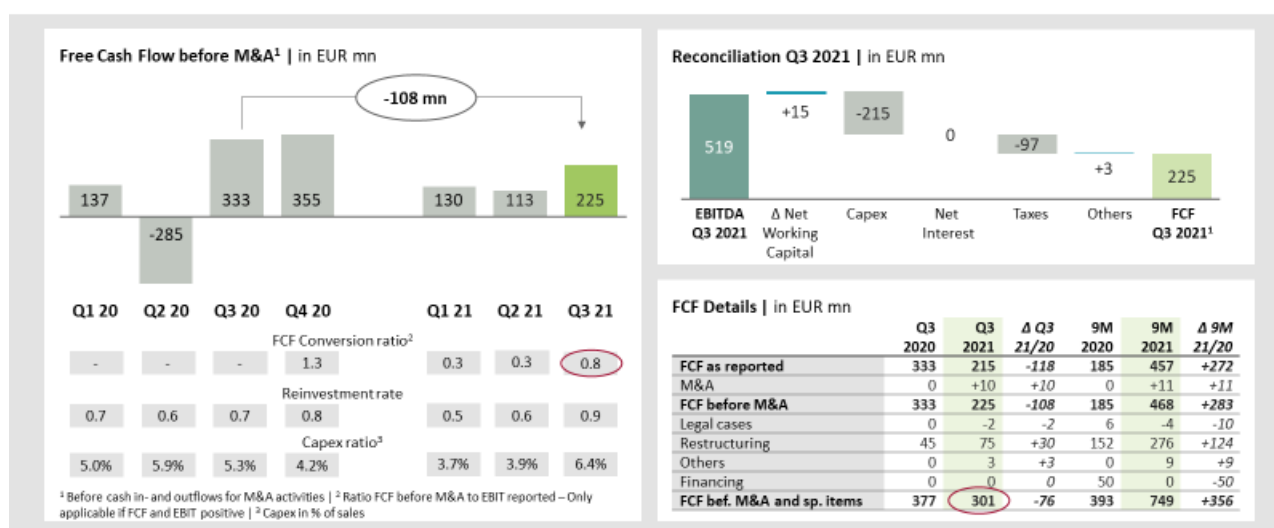 Free Cash Flow before M&A¹ | in EUR mn
-108 mn
137 -285 333 355 130 113 225
Q1 20 Q2 20 Q3 20 Q4 20 Q1 21 Q2 21 Q3 21
FCF Conversion ratio²
- - - 1.3 0.3 0.3 0.8
Reinvestment rate
0.7 0.6 0.7 0.8 0.5 0.6 0.9
Capex ratio³
5.0% 5.9% 5.3% 4.2% 3.7% 3.9% 6.4%
¹ Before cash in- and outflows for M&A activities | ² Ratio FCF before M&A to EBIT reported – Only
applicable if FCF and EBIT positive | ³ Capex in % of sales
Reconciliation Q3 2021 | in EUR mn
519 +15 -215 0 -97 +3 225
EBITDA Δ Net Capex Net Taxes Others FCF
Q3 2021 Working Interest Q3 2021¹
Capital
FCF Details | in EUR mn
Q3 Q3 Δ Q3 9M 9M Δ 9M
2020 2021 21/20 2020 2021 21/20
FCF as reported 333 215 -118 185 457 +272
M&A 0 +10 +10 0 +11 +11
FCF before M&A 333 225 -108 185 468 +283
Legal cases 0 -2 -2 6 -4 -10
Restructuring 45 75 +30 152 276 +124
Others 0 3 +3 0 9 +9
Financing 0 0 0 50 0 -50
FCF bef. M&A and sp. items 377 301 -76 393 749 +356